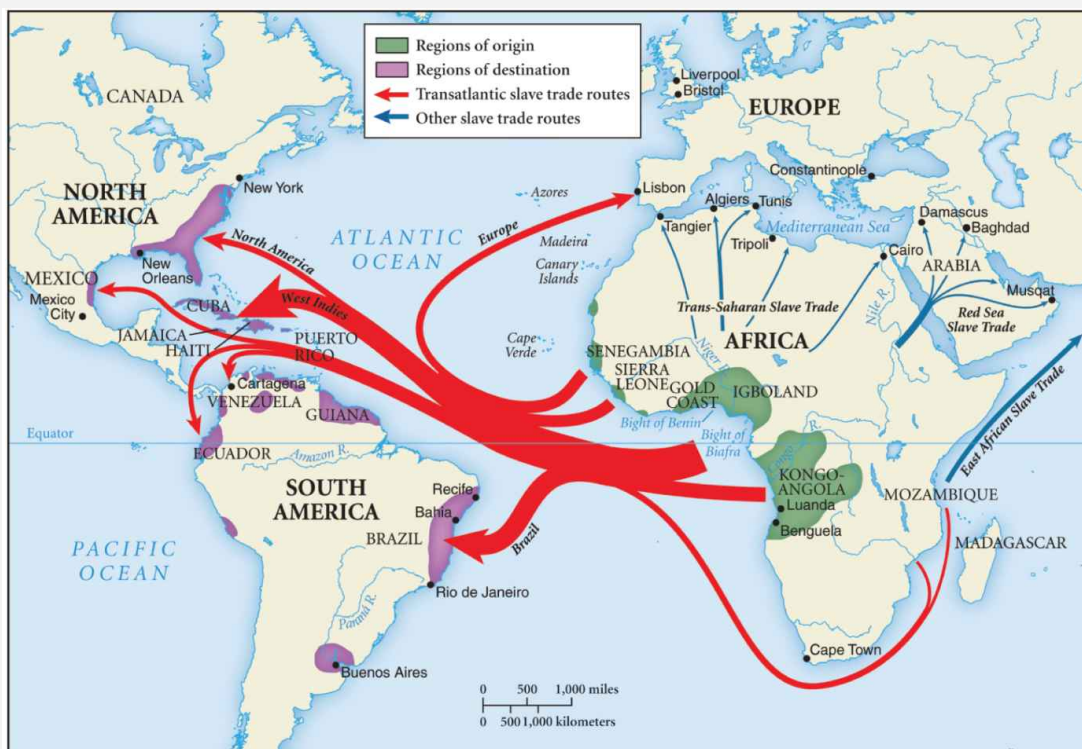 Regions of origin
Regions of destination
Transatlantic slave trade routes
Other slave trade routes
CANADA
NORTH
AMERICA
New York
New
Orleans
MEXICO
Mexico
City
CUBA
JAMAICA
HAITI
PUERTO
RICO
Cartagena
VENEZUELA
GUIANA
Equator
ECUADOR
Amazon R.
SOUTH
AMERICA
Recife
Bahia
BRAZIL
Rio de Janeiro
Paraná R.
Buenos Aires
PACIFIC
OCEAN
ATLANTIC
OCEAN
North America
West Indies
Europe
Brazil
Azores
Madeira
Canary
Islands
Cape
Verde
Liverpool
Bristol
EUROPE
Lisbon
Constantinople
Algiers
Tunis
Tangier
Tripoli
Mediterranean Sea
Damascus
Baghdad
Cairo
ARABIA
Musqat
Trans-Saharan Slave Trade
Red Sea
Slave Trade
Nile R.
AFRICA
Niger R.
SENEGAMBIA
SIERRA
LEONE
GOLD
COAST
IGBOLAND
Bight of Benin
Bight of
Biafra
Congo R.
KONGO-
ANGOLA
Luanda
Benguela
MOZAMBIQUE
MADAGASCAR
East African Slave Trade
Cape Town
0 500 1,000 miles
0 500 1,000 kilometers